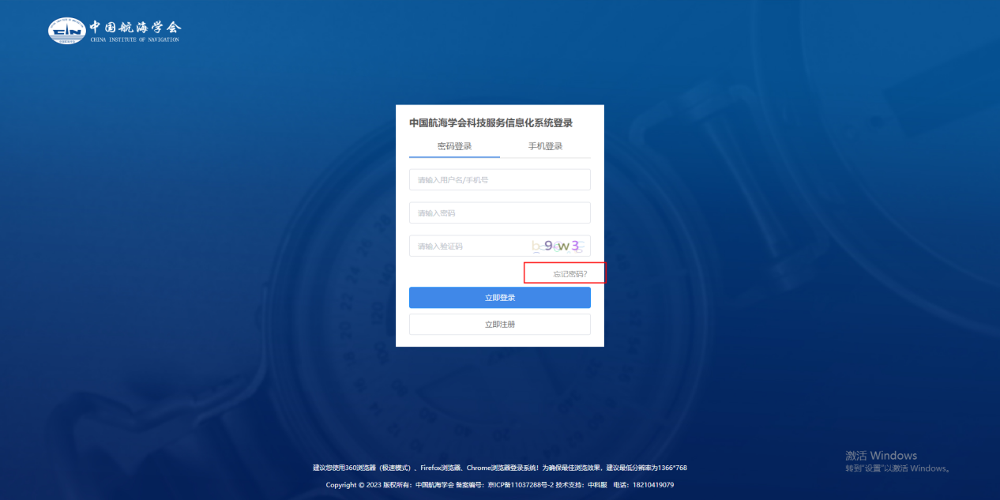 中国航海学会
CHINA INSTITUTE OF NAVIGATION
中国航海学会科技服务信息化系统登录
密码登录 手机登录
请输入用户名/手机号
请输入密码
请输入验证码 9w3
忘记密码?
立即登录
立即注册
激活 Windows
转到"设置"以激活 Windows。
建议您使用360浏览器（极速模式）、Firefox浏览器、Chrome浏览器登录系统！为确保最佳浏览效果，建议最低分辨率为1366*768
Copyright © 2023 版权所有：中国航海学会 备案编号：京ICP备11037288号-2 技术支持：中科服 电话：18210419079